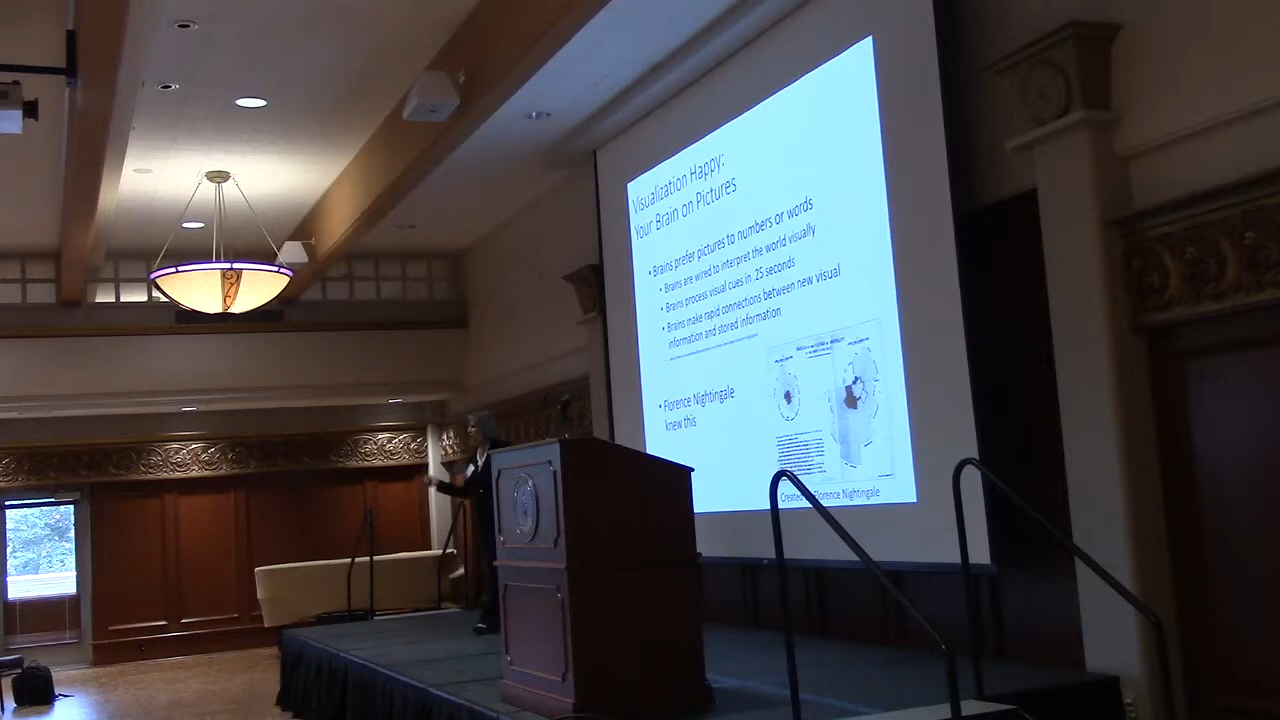 Visualization Happy:
Your Brain on Pictures
• Brains prefer pictures to numbers or words
• Brains are wired to interpret the world visually
• Brains process visual cues in .25 seconds
• Brains make rapid connections between new visual
information and stored information
• Florence Nightingale
knew this
Created Florence Nightingale